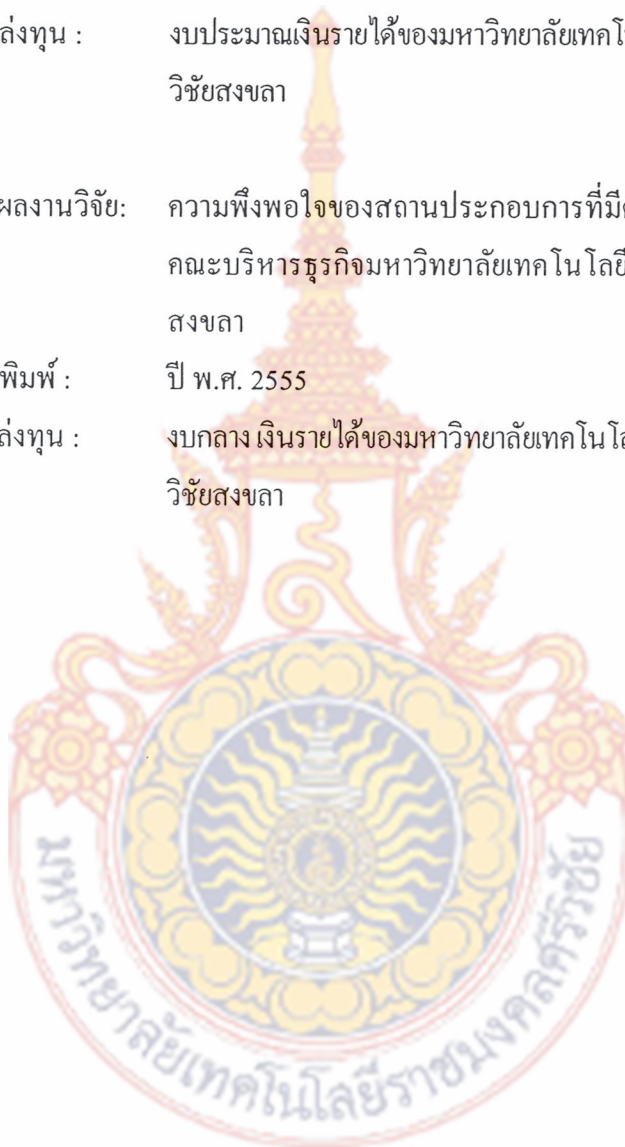 ล่งทุน : งบประมาณเงินรายได้ของมหาวิทยาลัยเทคโน
วิชัยสงขลา
ผลงานวิจัย: ความพึงพอใจของสถานประกอบการที่มีต
คณะบริหารธุรกิจมหาวิทยาลัยเทคโนโลยี
สงขลา
พิมพ์ : ปี พ.ศ. 2555
ล่งทุน : งบกลาง เงินรายได้ของมหาวิทยาลัยเทคโนโล
วิชัยสงขลา
มหาวิทยาลัยเทคโนโลยีราชมงคลศรีวิชัย